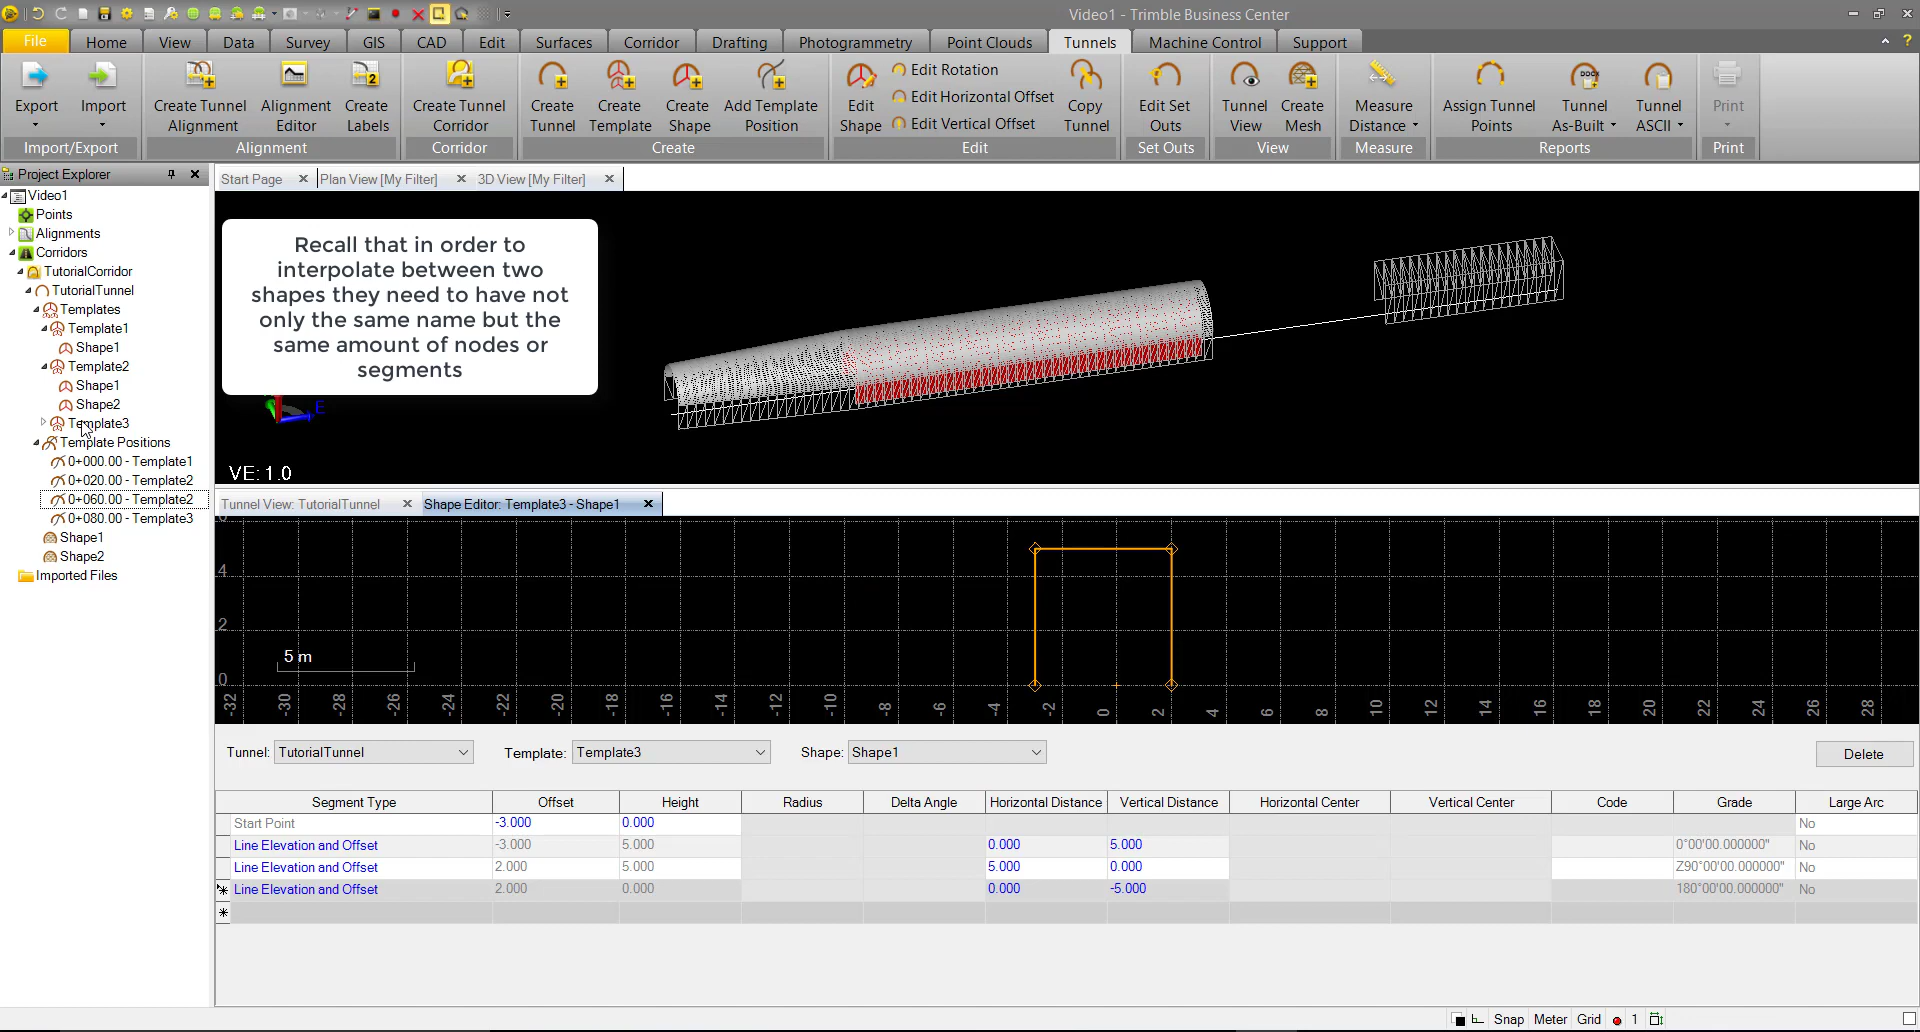 Video1 - Trimble Business Center
File Home View Data Survey GIS CAD Edit Surfaces Corridor Drafting Photogrammetry Point Clouds Tunnels Machine Control Support
Export Import Create Tunnel Alignment Alignment Editor Create Labels Create Tunnel Corridor Create Tunnel Create Template Create Shape Add Template Position Edit Shape Edit Rotation Edit Horizontal Offset Edit Vertical Offset Copy Tunnel Edit Set Outs Tunnel View Create Mesh Measure Distance Assign Tunnel Points Tunnel As-Built Tunnel ASCII Print
Import/Export Alignment Corridor Create Edit Set Outs View Measure Reports Print
Project Explorer
Video1
Points
Alignments
Corridors
TutorialCorridor
TutorialTunnel
Templates
Template1
Shape1
Template2
Shape1
Shape2
Template3
Template Positions
0+000.00 - Template1
0+020.00 - Template2
0+060.00 - Template2
0+080.00 - Template3
Shape1
Shape2
Imported Files
Start Page Plan View [My Filter] 3D View [My Filter]
Recall that in order to
interpolate between two
shapes they need to have not
only the same name but the
same amount of nodes or
segments
E
VE: 1.0
Tunnel View: TutorialTunnel Shape Editor: Template3 - Shape1
4
2
0
5 m
-32 -30 -28 -26 -24 -22 -20 -18 -16 -14 -12 -10 -8 -6 -4 -2 0 2 4 6 8 10 12 14 16 18 20 22 24 26 28
Tunnel: TutorialTunnel Template: Template3 Shape: Shape1 Delete
Segment Type Offset Height Radius Delta Angle Horizontal Distance Vertical Distance Horizontal Center Vertical Center Code Grade Large Arc
Start Point -3.000 0.000 No
Line Elevation and Offset -3.000 5.000 0.000 5.000 0°00'00.000000" No
Line Elevation and Offset 2.000 5.000 5.000 0.000 Z90°00'00.000000" No
Line Elevation and Offset 2.000 0.000 0.000 -5.000 180°00'00.000000" No
Snap Meter Grid 1